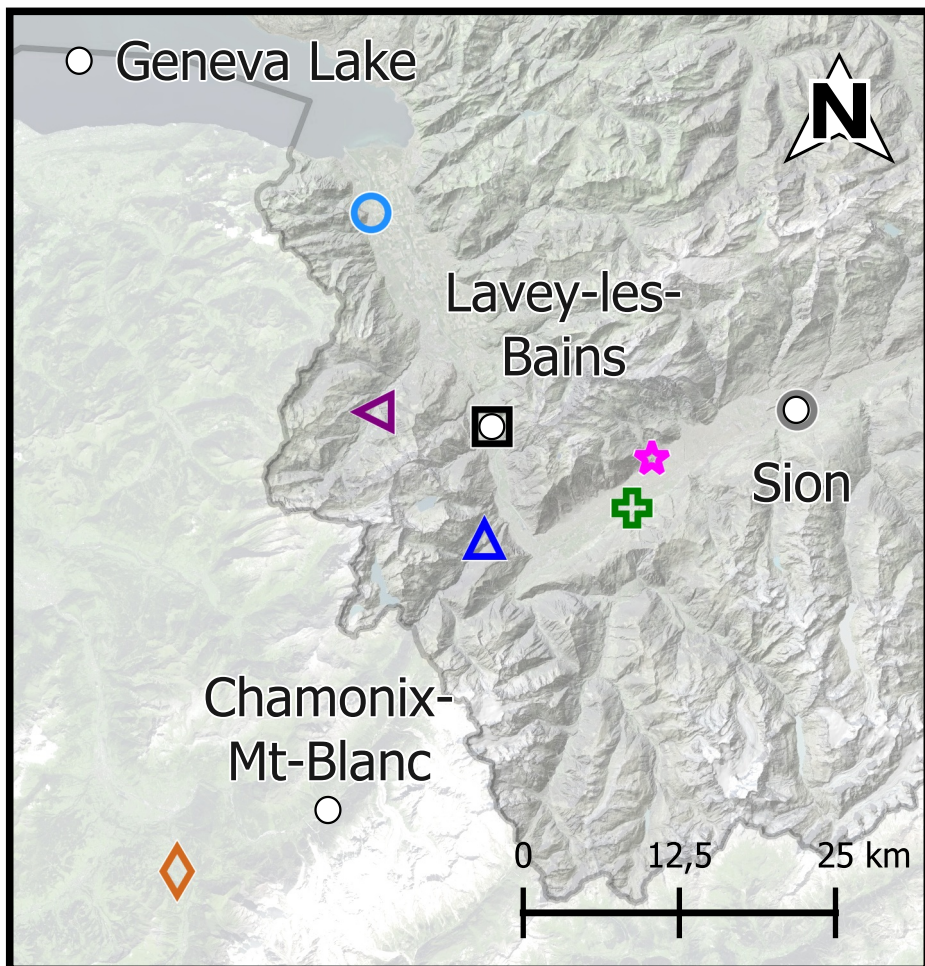 Geneva Lake
N
Lavey-les-
Bains
Sion
Chamonix-
Mt-Blanc
0 12,5 25 km